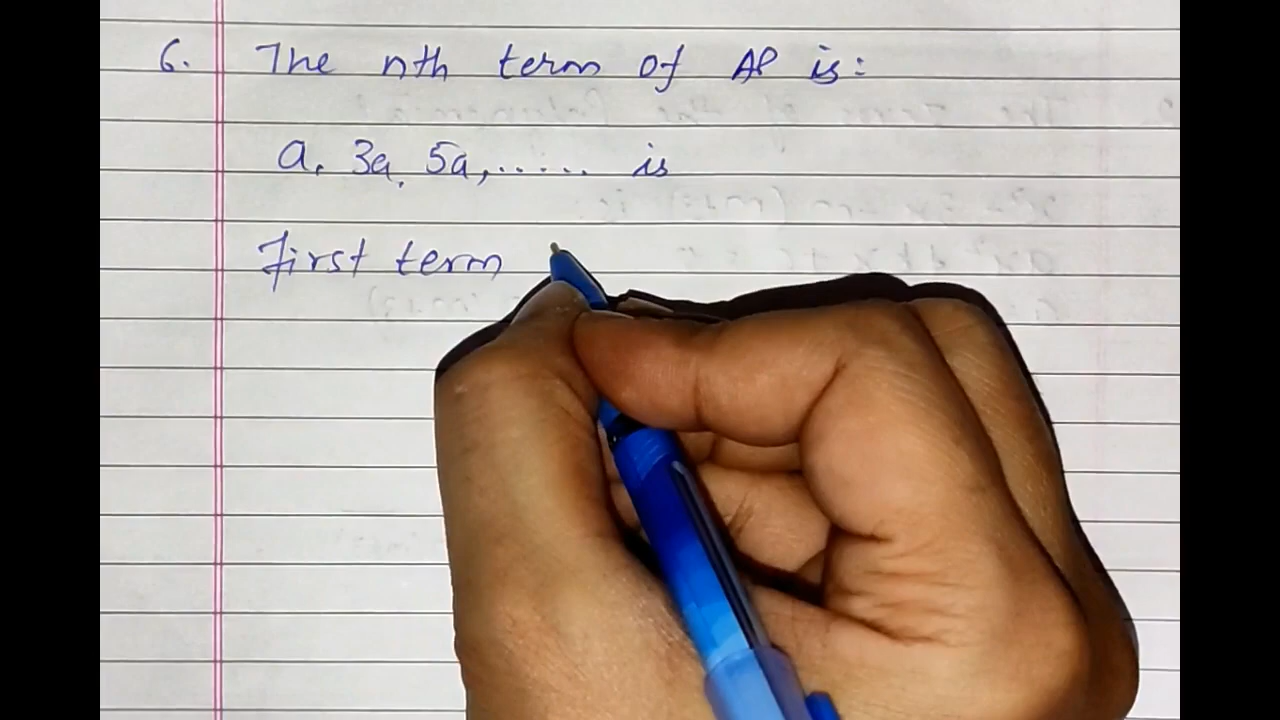 6. The nth term of AP is:
a, 3a, 5a,..... is
First term